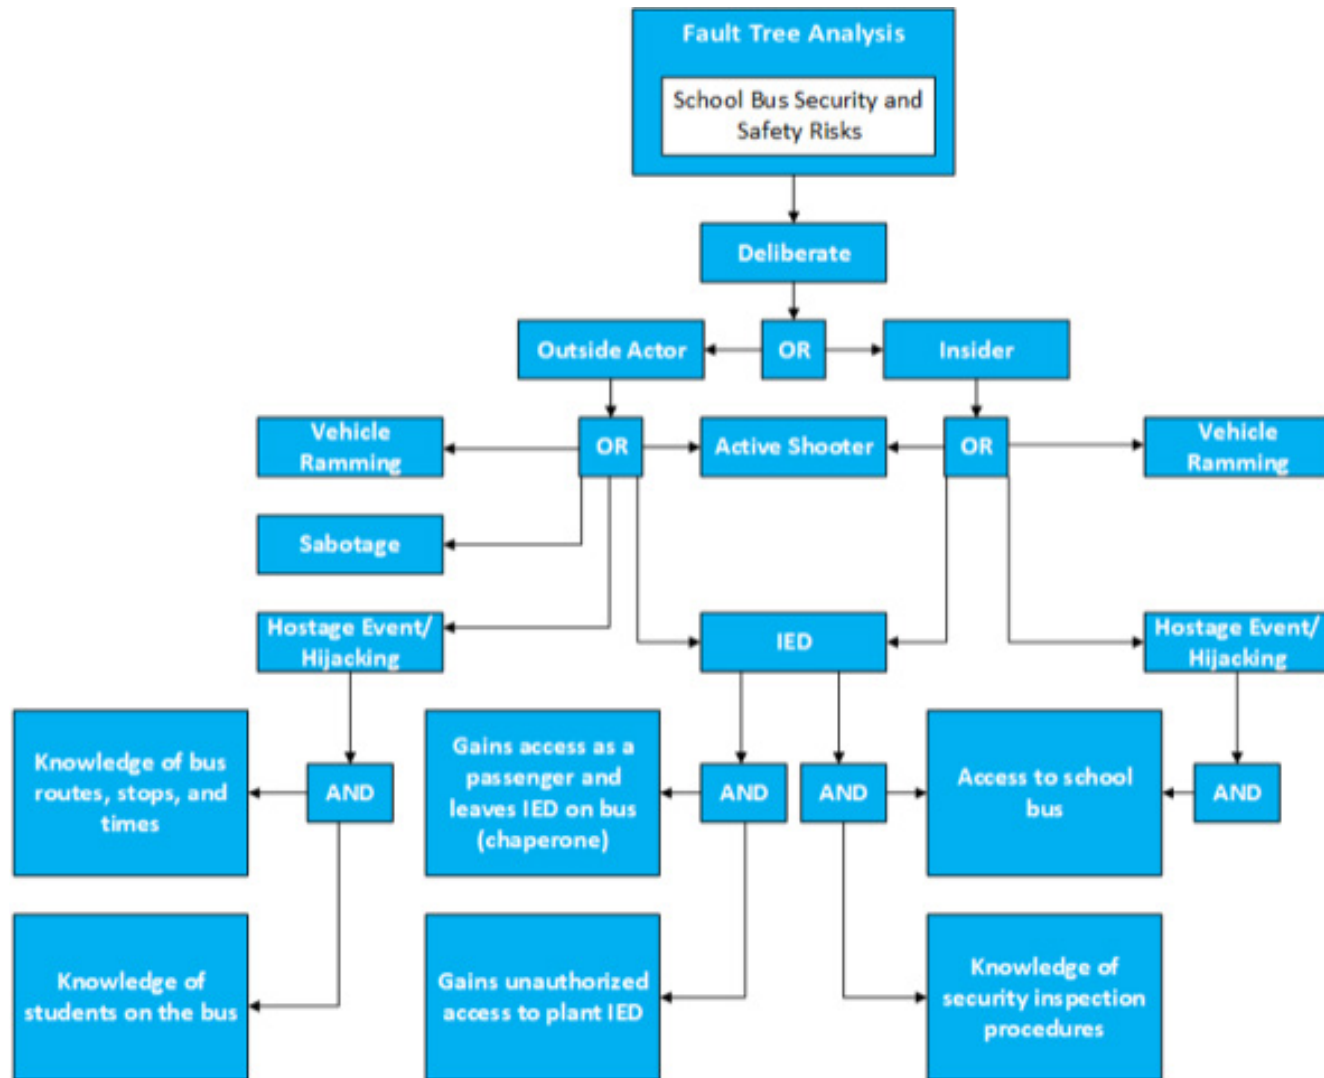 Fault Tree Analysis
School Bus Security and
Safety Risks
Deliberate
Outside Actor
OR
Insider
Vehicle
Ramming
OR
Active Shooter
OR
Vehicle
Ramming
Sabotage
Hostage Event/
Hijacking
IED
Hostage Event/
Hijacking
Knowledge of bus
routes, stops, and
times
AND
Gains access as a
passenger and
leaves IED on bus
(chaperone)
AND
AND
Access to school
bus
AND
Knowledge of
students on the bus
Gains unauthorized
access to plant IED
Knowledge of
security inspection
procedures